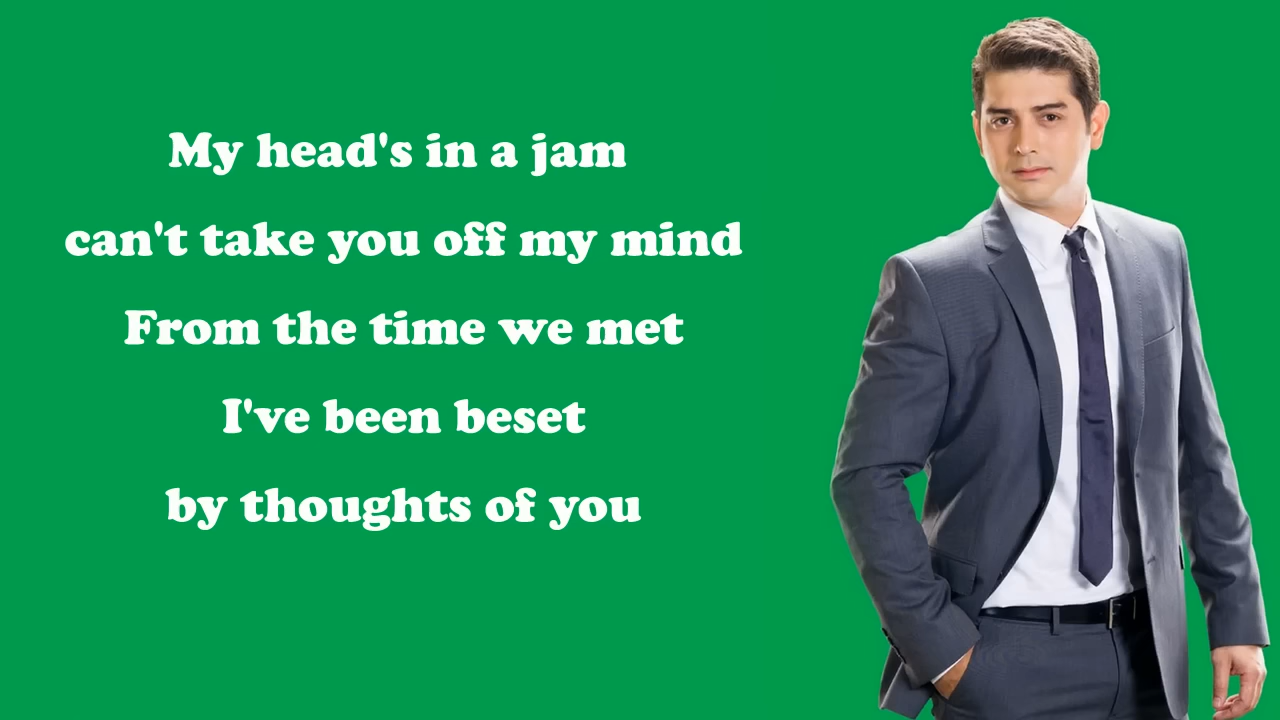 My head's in a jam
can't take you off my mind
From the time we met
I've been beset
by thoughts of you